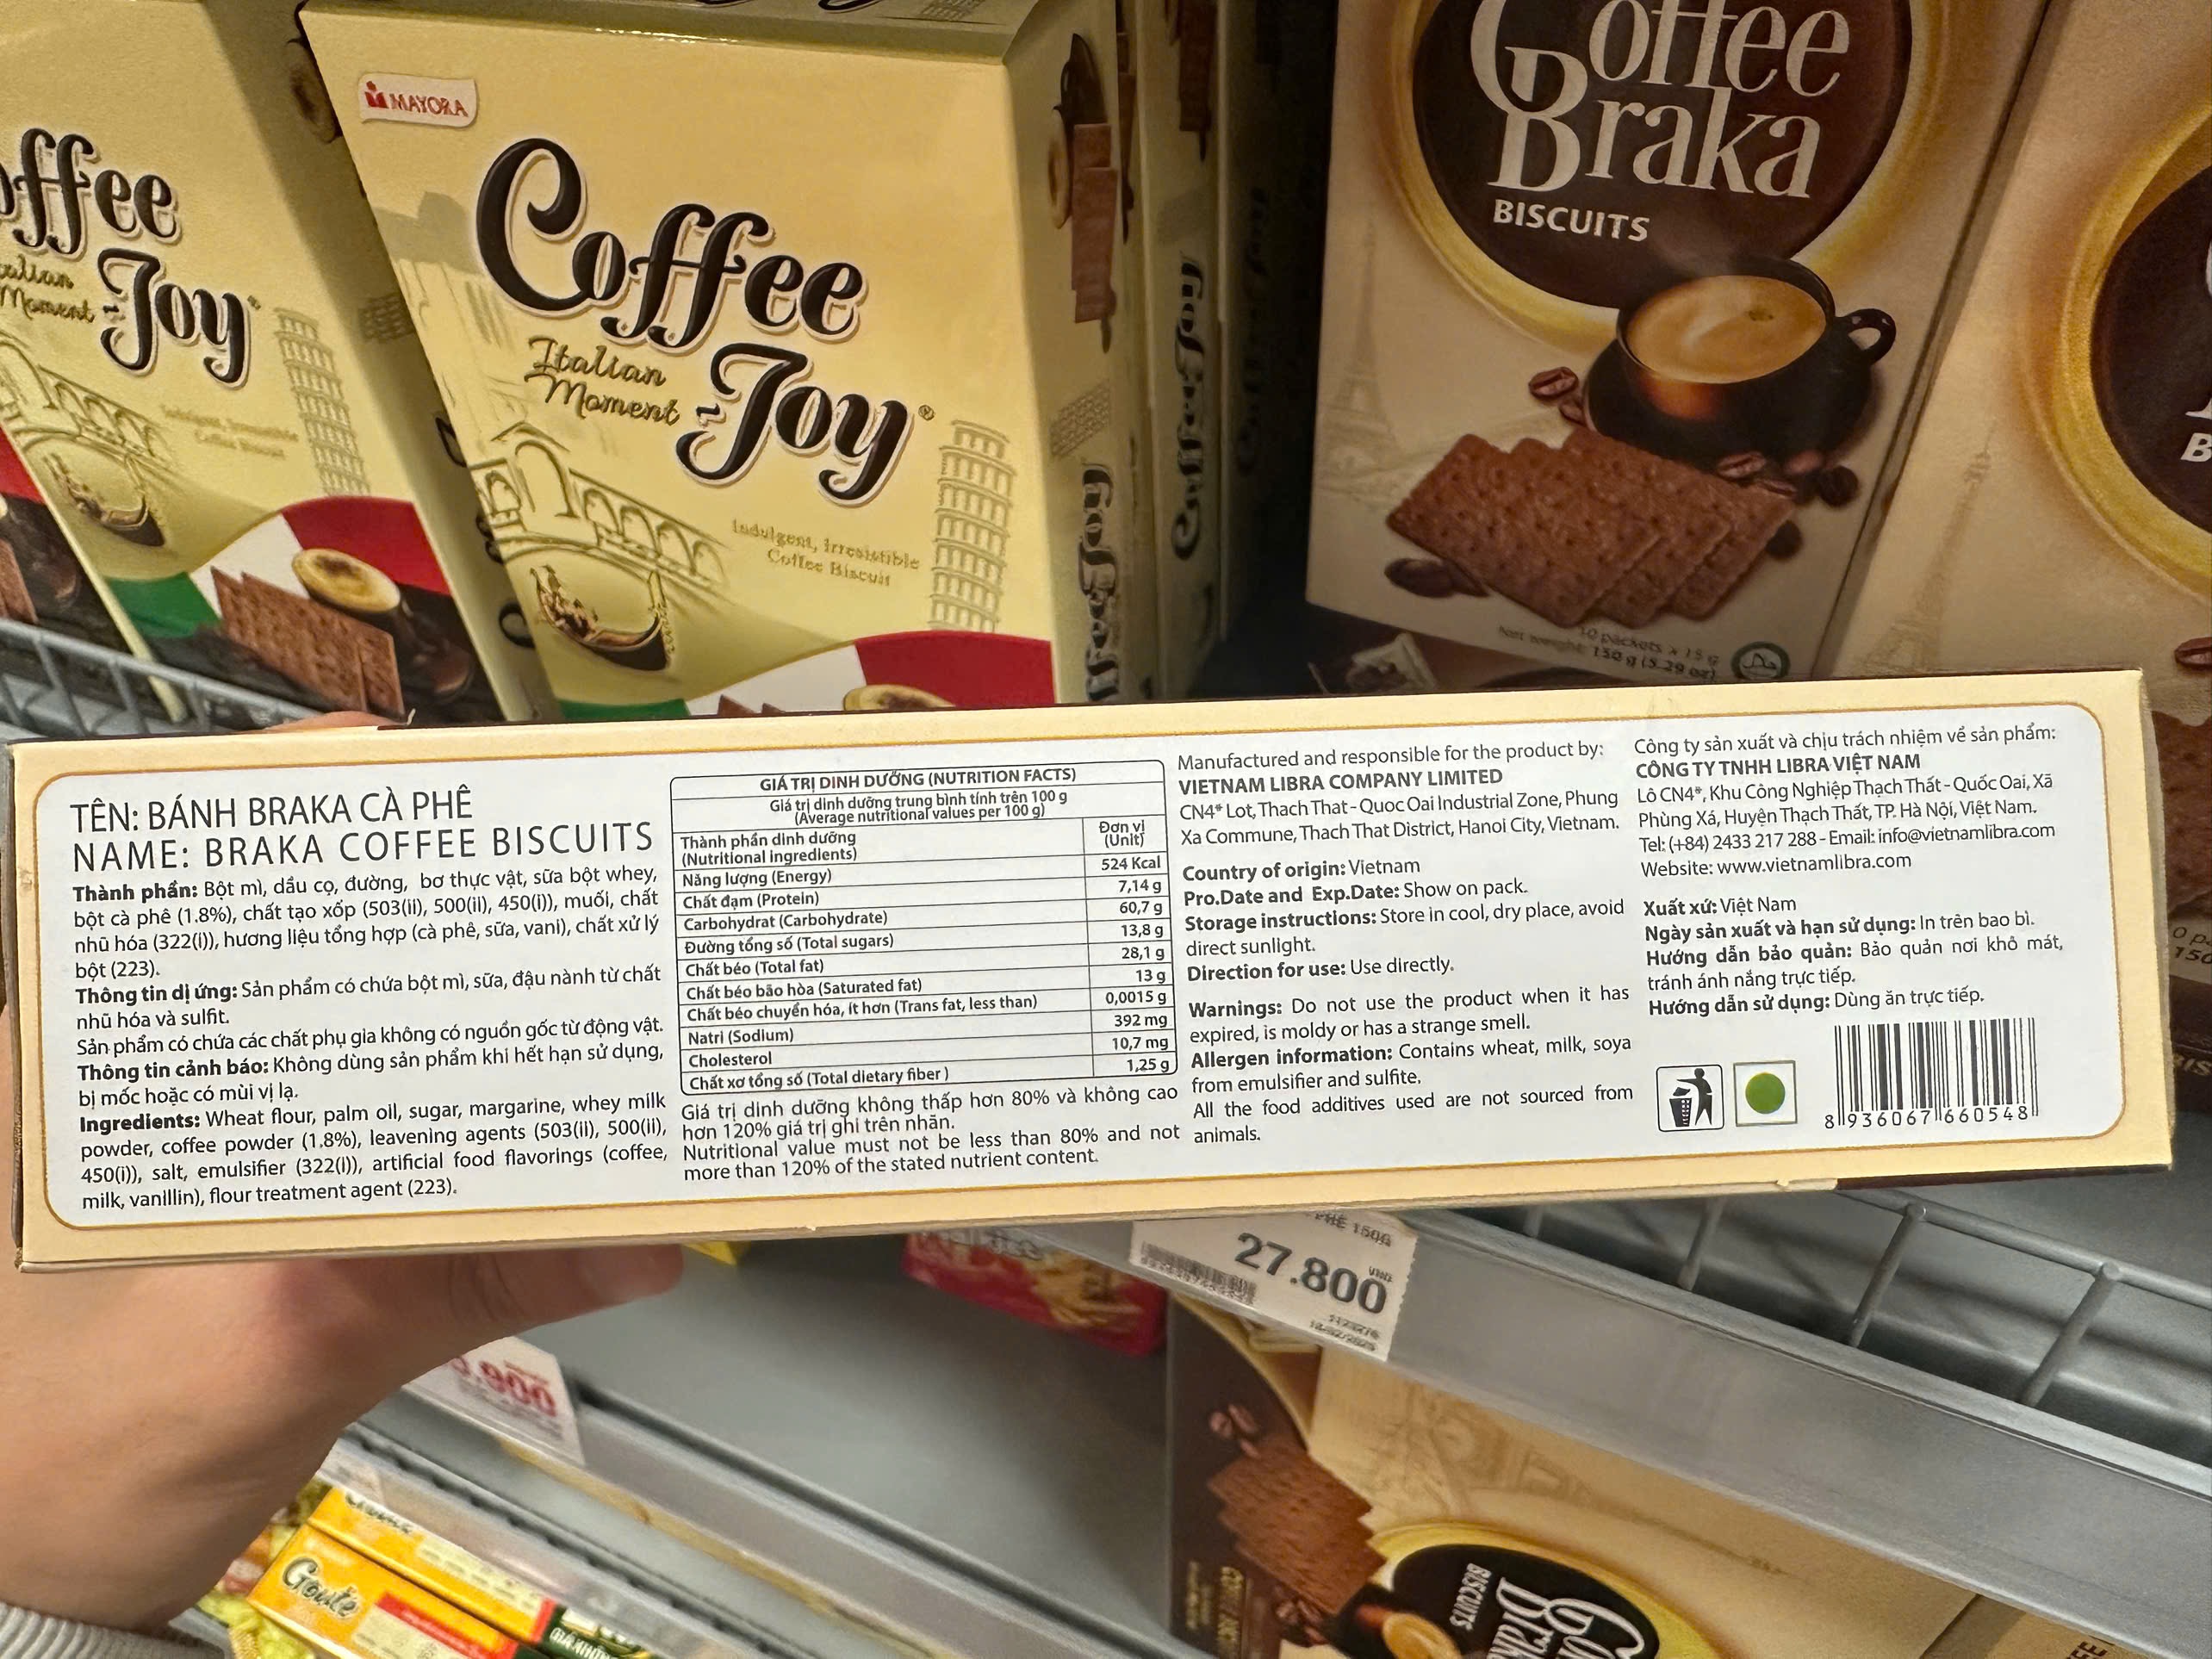 MAYORA
Coffee
Joy®
Italian
Moment
Indulgent, Irresistible
Coffee Biscuit
Coffee
Joy
Moment
Coffee
Braka
BISCUITS
10 packets x 15 g
Net weight: 150 g (5.29 oz)
TÊN: BÁNH BRAKA CÀ PHÊ
NAME: BRAKA COFFEE BISCUITS
Thành phần: Bột mì, dầu cọ, đường, bơ thực vật, sữa bột whey,
bột cà phê (1.8%), chất tạo xốp (503(ii), 500(ii), 450(i)), muối, chất
nhũ hóa (322(i)), hương liệu tổng hợp (cà phê, sữa, vani), chất xử lý
bột (223).
Thông tin dị ứng: Sản phẩm có chứa bột mì, sữa, đậu nành từ chất
nhũ hóa và sulfit.
Sản phẩm có chứa các chất phụ gia không có nguồn gốc từ động vật.
Thông tin cảnh báo: Không dùng sản phẩm khi hết hạn sử dụng,
bị mốc hoặc có mùi vị lạ.
Ingredients: Wheat flour, palm oil, sugar, margarine, whey milk
powder, coffee powder (1.8%), leavening agents (503(ii), 500(ii),
450(i)), salt, emulsifier (322(i)), artificial food flavorings (coffee,
milk, vanillin), flour treatment agent (223).
GIÁ TRỊ DINH DƯỠNG (NUTRITION FACTS)
Giá trị dinh dưỡng trung bình tính trên 100 g
(Average nutritional values per 100 g)
Thành phần dinh dưỡng
(Nutritional ingredients)
Đơn vị
(Unit)
Năng lượng (Energy) 524 Kcal
Chất đạm (Protein) 7,14 g
Carbohydrat (Carbohydrate) 60,7 g
Đường tổng số (Total sugars) 13,8 g
Chất béo (Total fat) 28,1 g
Chất béo bão hòa (Saturated fat) 13 g
Chất béo chuyển hóa, ít hơn (Trans fat, less than) 0,0015 g
Natri (Sodium) 392 mg
Cholesterol 10,7 mg
Chất xơ tổng số (Total dietary fiber ) 1,25 g
Giá trị dinh dưỡng không thấp hơn 80% và không cao
hơn 120% giá trị ghi trên nhãn.
Nutritional value must not be less than 80% and not
more than 120% of the stated nutrient content.
Manufactured and responsible for the product by:
VIETNAM LIBRA COMPANY LIMITED
CN4* Lot, Thach That - Quoc Oai Industrial Zone, Phung
Xa Commune, Thach That District, Hanoi City, Vietnam.
Country of origin: Vietnam
Pro.Date and Exp.Date: Show on pack.
Storage instructions: Store in cool, dry place, avoid
direct sunlight.
Direction for use: Use directly.
Warnings: Do not use the product when it has
expired, is moldy or has a strange smell.
Allergen information: Contains wheat, milk, soya
from emulsifier and sulfite.
All the food additives used are not sourced from
animals.
Công ty sản xuất và chịu trách nhiệm về sản phẩm:
CÔNG TY TNHH LIBRA VIỆT NAM
Lô CN4*, Khu Công Nghiệp Thạch Thất - Quốc Oai, Xã
Phùng Xá, Huyện Thạch Thất, TP. Hà Nội, Việt Nam.
Tel: (+84) 2433 217 288 - Email: info@vietnamlibra.com
Website: www.vietnamlibra.com
Xuất xứ: Việt Nam
Ngày sản xuất và hạn sử dụng: In trên bao bì.
Hướng dẫn bảo quản: Bảo quản nơi khô mát,
tránh ánh nắng trực tiếp.
Hướng dẫn sử dụng: Dùng ăn trực tiếp.
8 936067 660548
PHÊ 150G
27.800
VND
.900
Gouté
Braka
BISCUITS